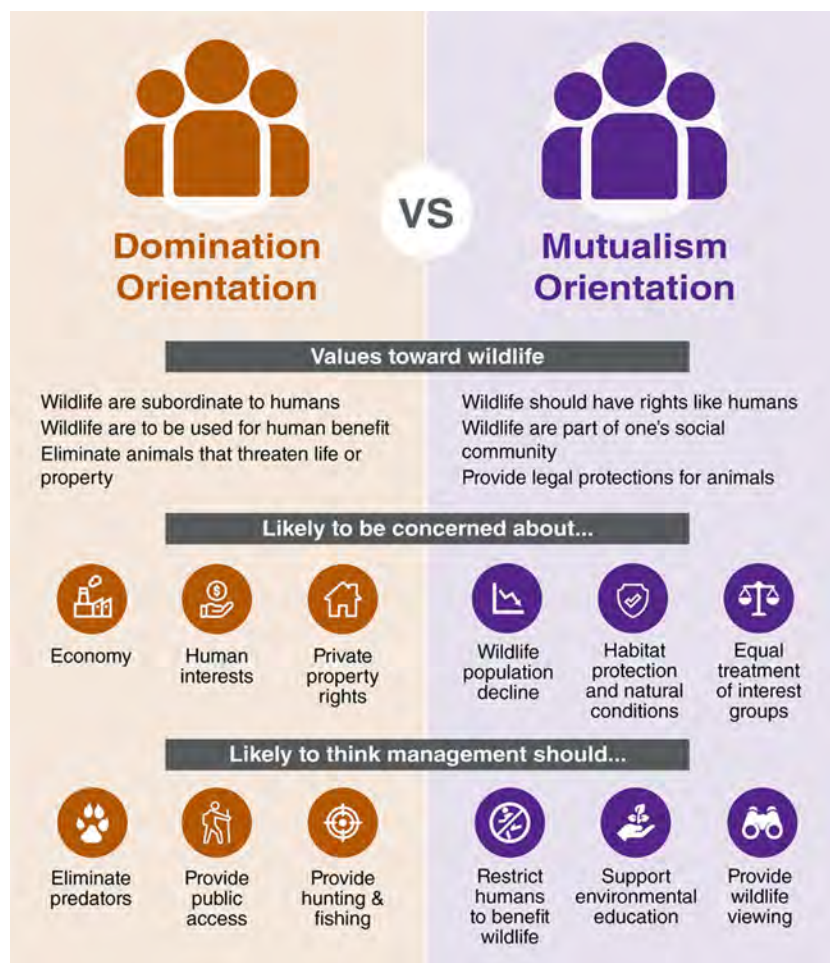 VS
Domination
Orientation
Mutualism
Orientation
Values toward wildlife
Wildlife are subordinate to humans
Wildlife are to be used for human benefit
Eliminate animals that threaten life or
property
Wildlife should have rights like humans
Wildlife are part of one's social
community
Provide legal protections for animals
Likely to be concerned about...
Economy
Human
interests
Private
property
rights
Wildlife
population
decline
Habitat
protection
and natural
conditions
Equal
treatment
of interest
groups
Likely to think management should...
Eliminate
predators
Provide
public
access
Provide
hunting &
fishing
Restrict
humans
to benefit
wildlife
Support
environmental
education
Provide
wildlife
viewing